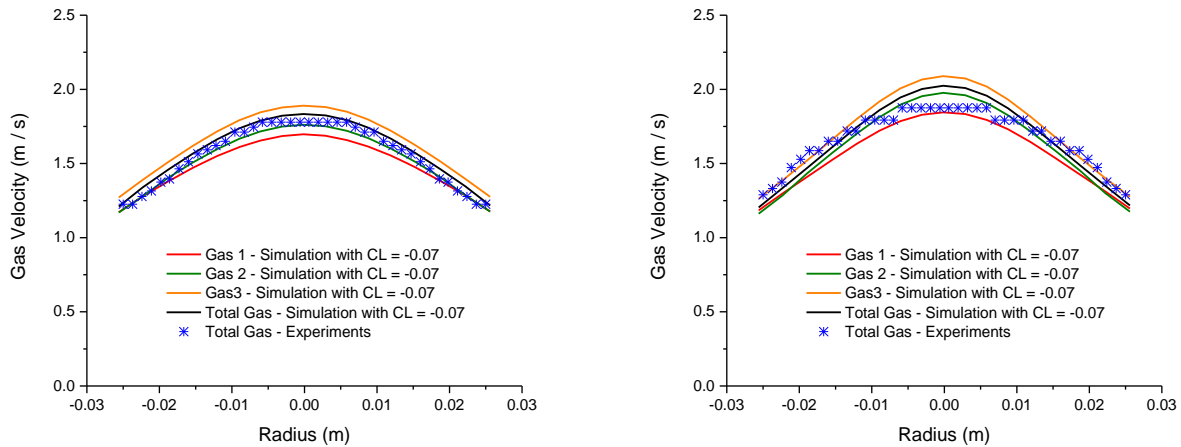 2.5
2.0
1.5
1.0
0.5
0.0
Gas Velocity (m / s)
-0.03 -0.02 -0.01 0.00 0.01 0.02 0.03
Radius (m)
Gas 1 - Simulation with CL = -0.07
Gas 2 - Simulation with CL = -0.07
Gas3 - Simulation with CL = -0.07
Total Gas - Simulation with CL = -0.07
Total Gas - Experiments
2.5
2.0
1.5
1.0
0.5
0.0
Gas Velocity (m / s)
-0.03 -0.02 -0.01 0.00 0.01 0.02 0.03
Radius (m)
Gas 1 - Simulation with CL = -0.07
Gas 2 - Simulation with CL = -0.07
Gas3 - Simulation with CL = -0.07
Total Gas - Simulation with CL = -0.07
Total Gas - Experiments